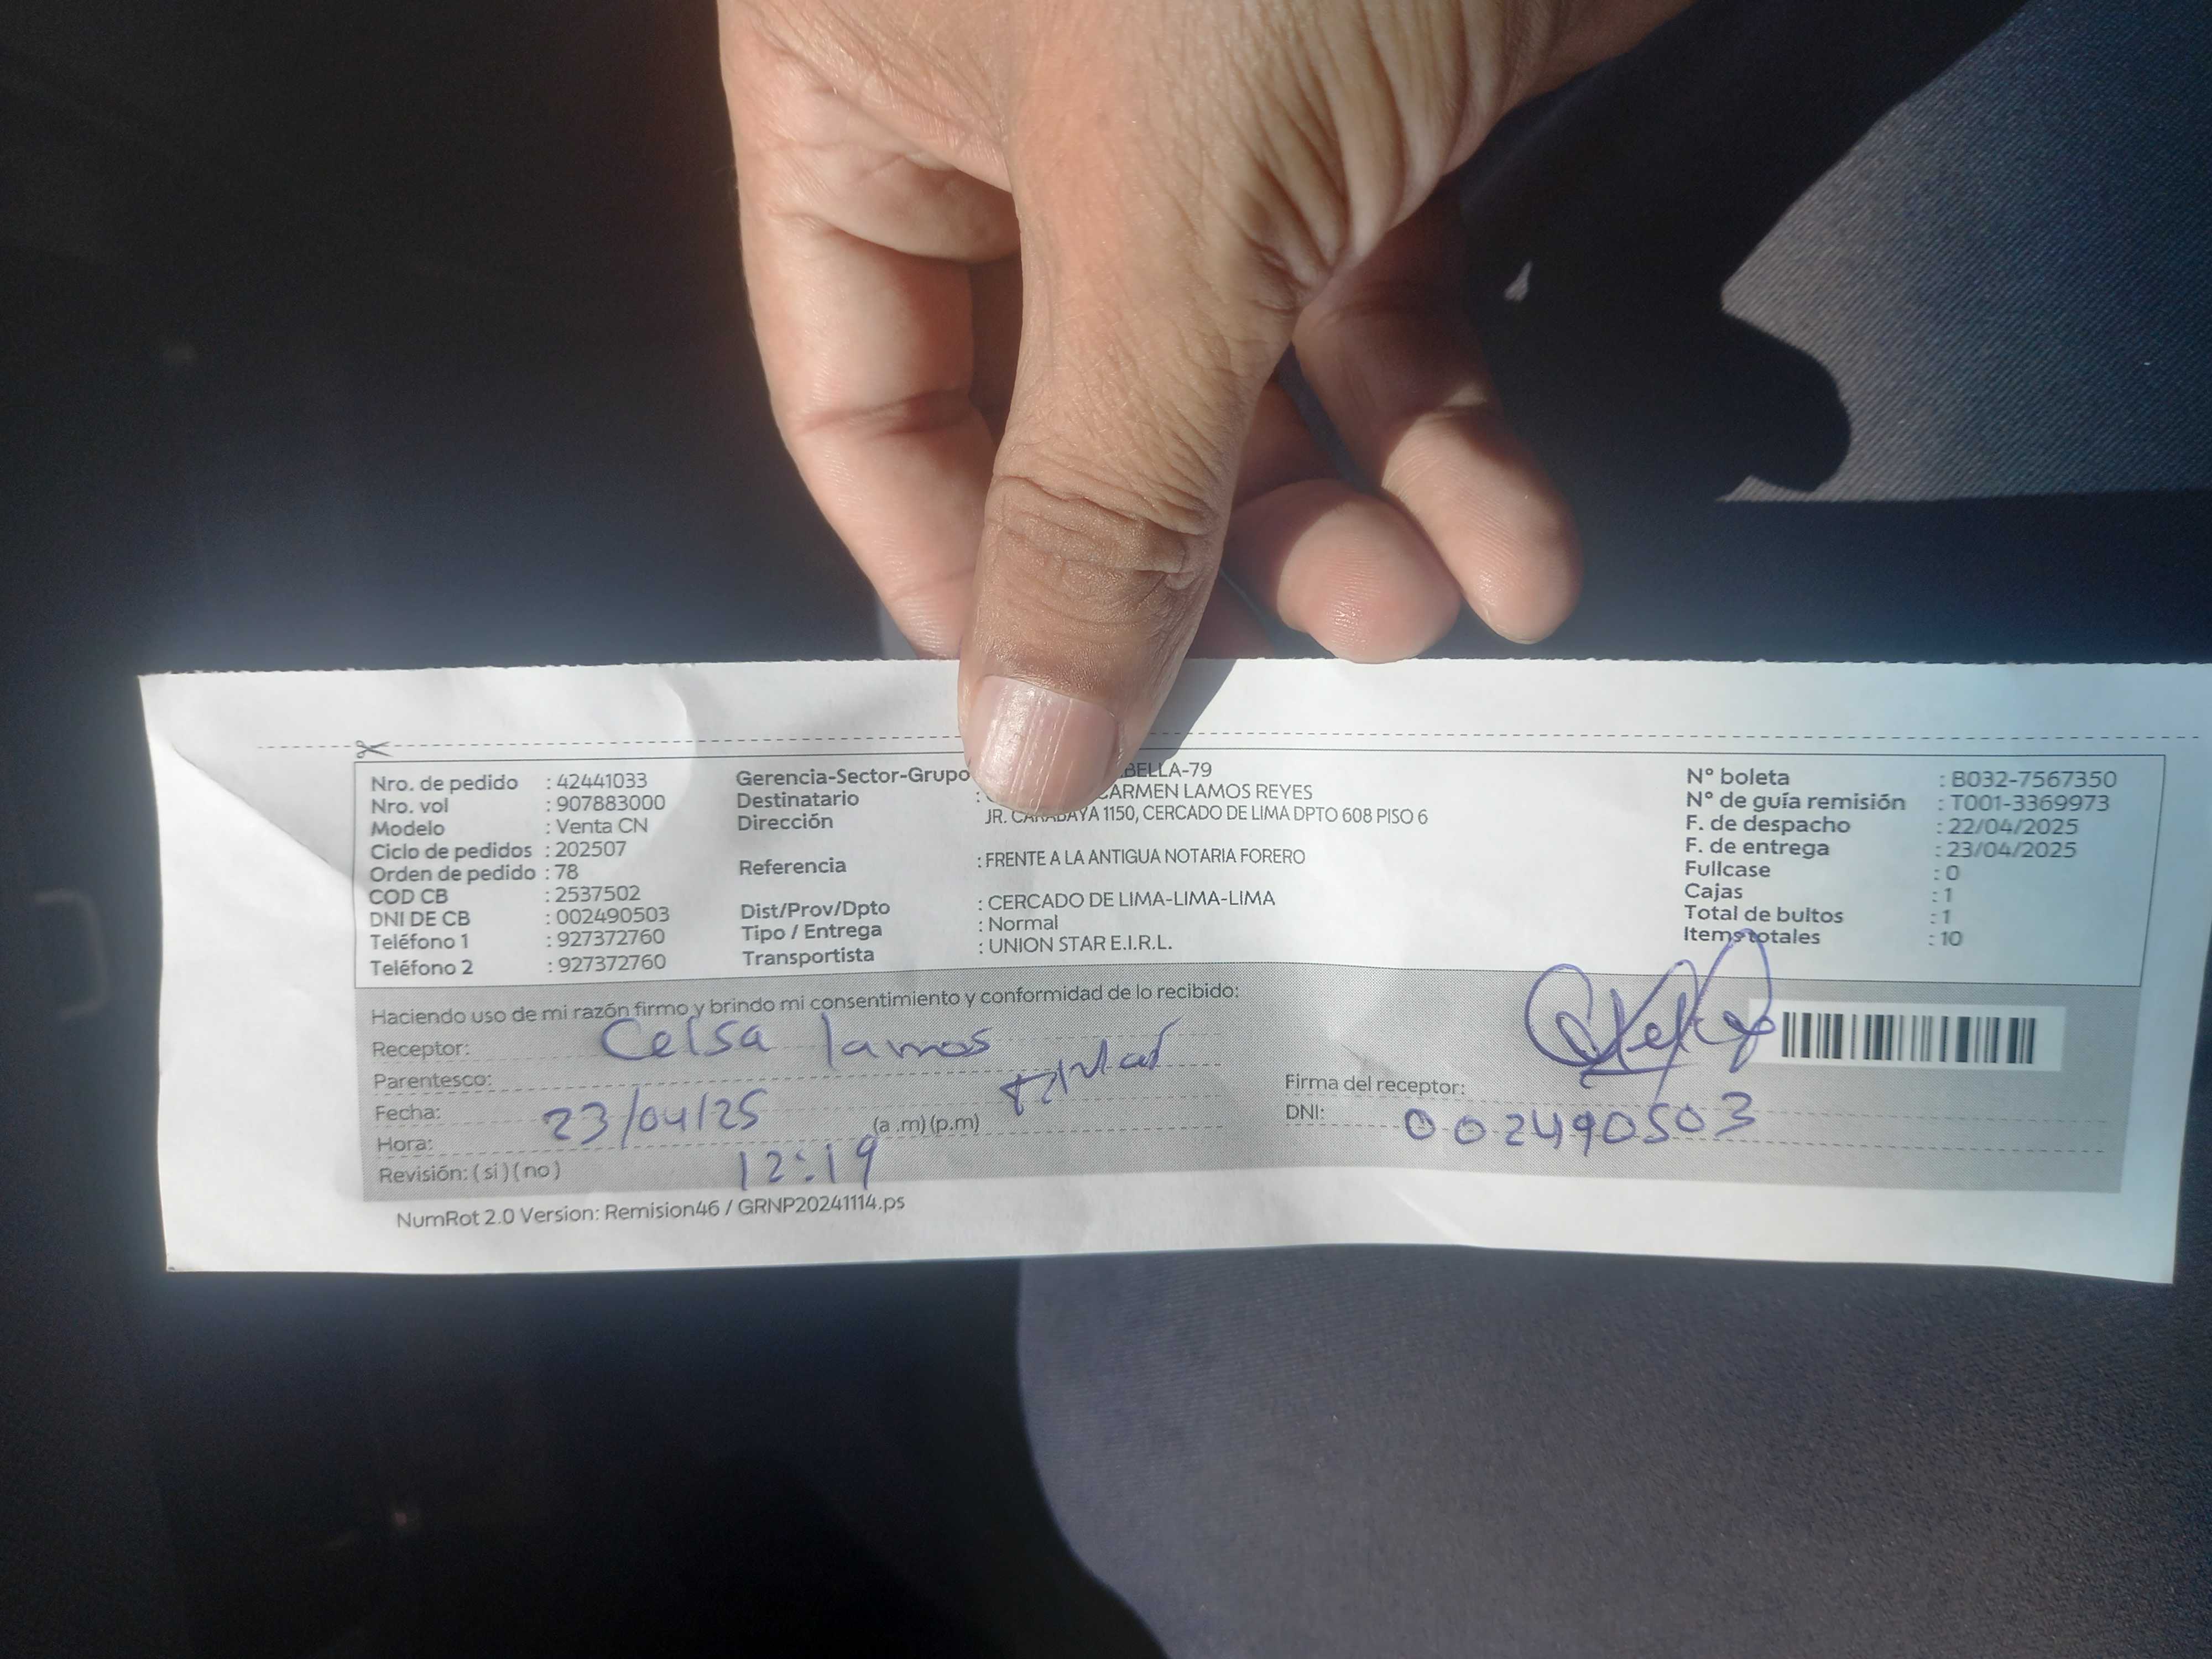 Nro. de pedido : 42441033
Nro. vol : 907883000
Modelo : Venta CN
Ciclo de pedidos : 202507
Orden de pedido : 78
COD CB : 2537502
DNI DE CB : 002490503
Teléfono 1 : 927372760
Teléfono 2 : 927372760
Gerencia-Sector-Grupo BELLA-79
Destinatario : CARMEN LAMOS REYES
Dirección JR. CARABAYA 1150, CERCADO DE LIMA DPTO 608 PISO 6
Referencia : FRENTE A LA ANTIGUA NOTARIA FORERO
Dist/Prov/Dpto : CERCADO DE LIMA-LIMA-LIMA
Tipo / Entrega : Normal
Transportista : UNION STAR E.I.R.L.
N° boleta : B032-7567350
N° de guía remisión : T001-3369973
F. de despacho : 22/04/2025
F. de entrega : 23/04/2025
Fullcase : 0
Cajas : 1
Total de bultos : 1
Items totales : 10
Haciendo uso de mi razón firmo y brindo mi consentimiento y conformidad de lo recibido:
Receptor: Celsa lamos
Parentesco: titular
Fecha: 23/04/25
Hora: 12:19 (a .m) (p.m)
Revisión: ( si ) ( no )
Firma del receptor:
DNI: 002490503
NumRot 2.0 Version: Remision46 / GRNP20241114.ps